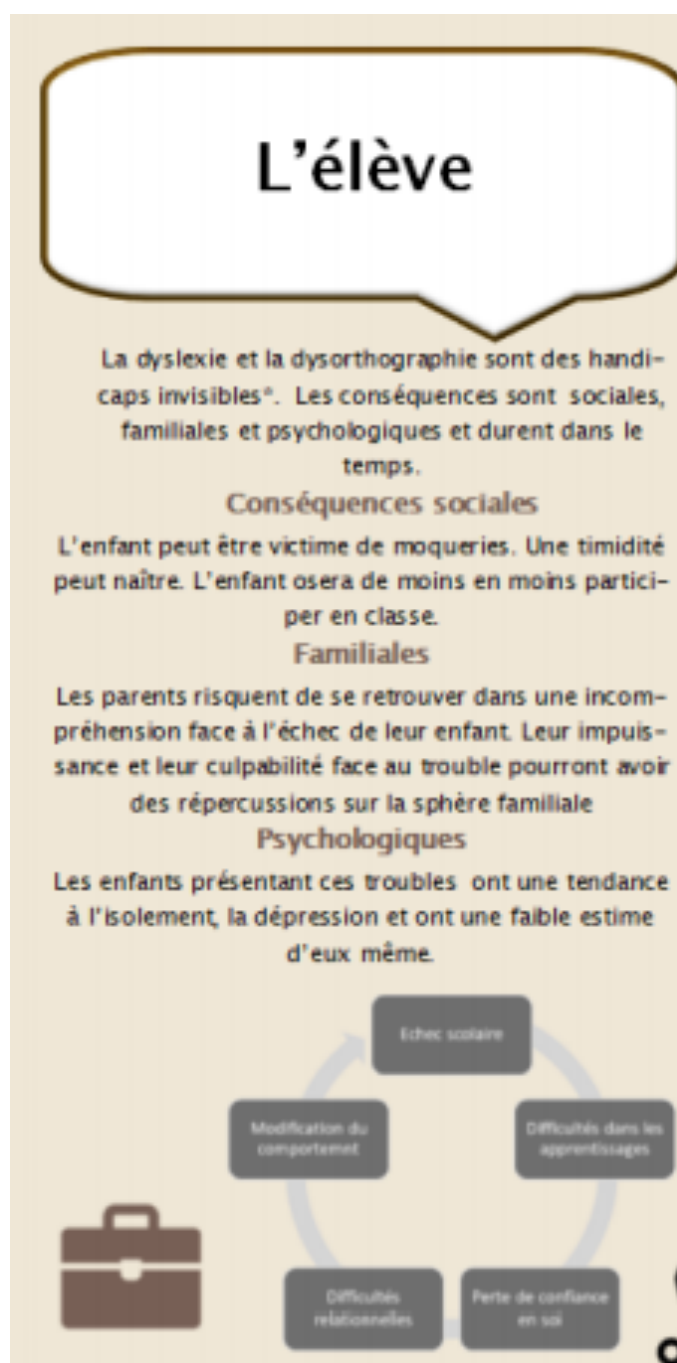 L'élève
La dyslexie et la dysorthographie sont des handi-
caps invisibles*. Les conséquences sont sociales,
familiales et psychologiques et durent dans le
temps.
Conséquences sociales
L'enfant peut être victime de moqueries. Une timidité
peut naître. L'enfant osera de moins en moins partici-
per en classe.
Familiales
Les parents risquent de se retrouver dans une incom-
préhension face à l'échec de leur enfant. Leur impuis-
sance et leur culpabilité face au trouble pourront avoir
des répercussions sur la sphère familiale
Psychologiques
Les enfants présentant ces troubles ont une tendance
à l'isolement, la dépression et ont une faible estime
d'eux même.
Echec scolaire
Difficultés dans les
apprentissages
Perte de confiance
en soi
Difficultés
relationnelles
Modification du
comportemnt